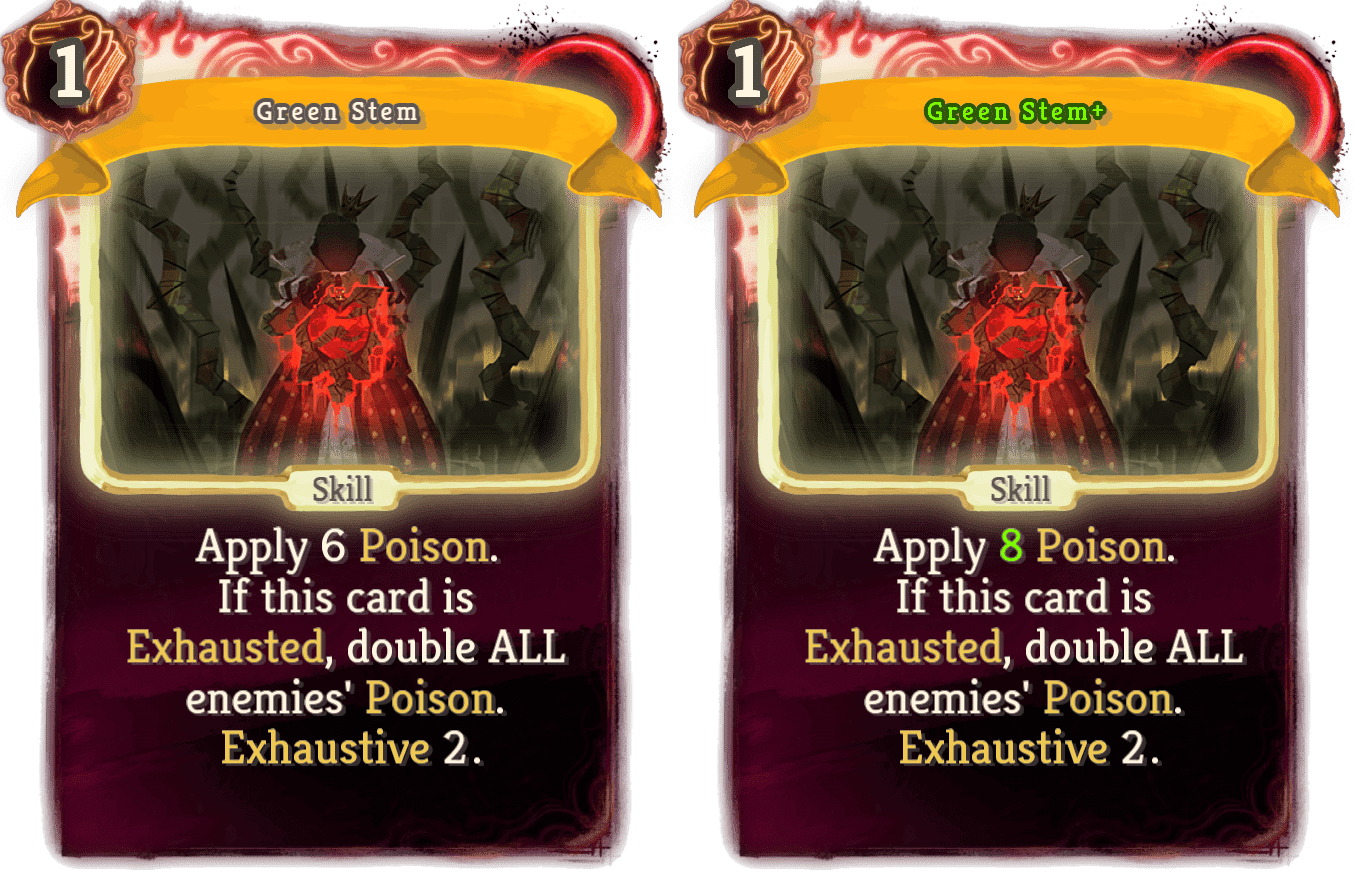 1
Green Stem
Skill
Apply 6 Poison.
If this card is
Exhausted, double ALL
enemies' Poison.
Exhaustive 2.
1
Green Stem+
Skill
Apply 8 Poison.
If this card is
Exhausted, double ALL
enemies' Poison.
Exhaustive 2.